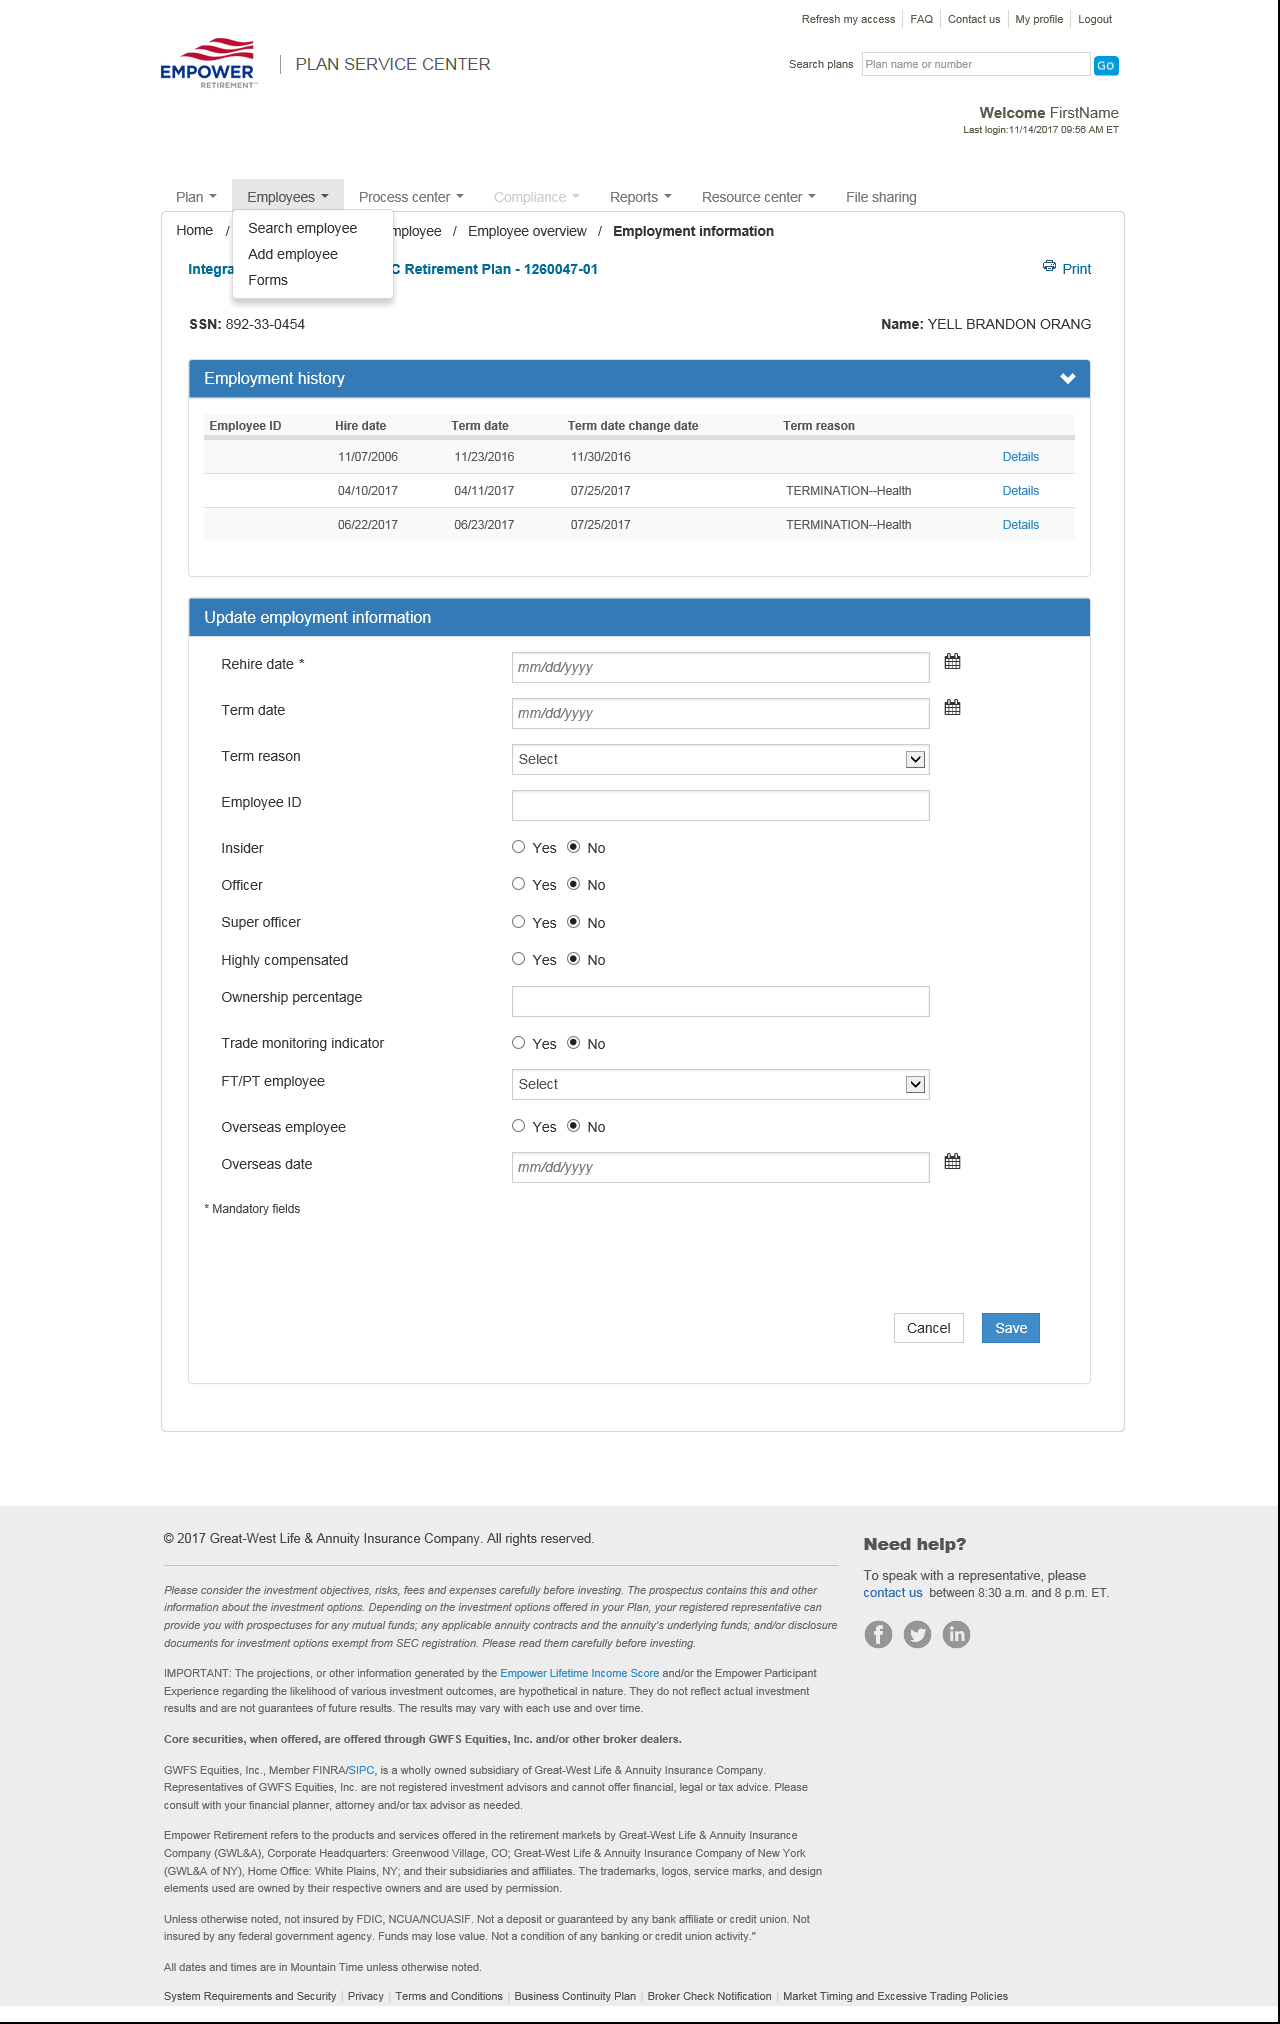 Refresh my access FAQ Contact us My profile Logout
EMPOWER
RETIREMENT
PLAN SERVICE CENTER
Search plans Plan name or number GO
Welcome FirstName
Last login:11/14/2017 09:56 AM ET
Plan Employees Process center Compliance Reports Resource center File sharing
Home / / Employee overview / Employment information
Search employee
Add employee
Forms
Retirement Plan - 1260047-01
Print
SSN: 892-33-0454 Name: YELL BRANDON ORANG
Employment history
Employee ID Hire date Term date Term date change date Term reason
11/07/2006 11/23/2016 11/30/2016 Details
04/10/2017 04/11/2017 07/25/2017 TERMINATION--Health Details
06/22/2017 06/23/2017 07/25/2017 TERMINATION--Health Details
Update employment information
Rehire date * mm/dd/yyyy
Term date mm/dd/yyyy
Term reason Select
Employee ID
Insider Yes No
Officer Yes No
Super officer Yes No
Highly compensated Yes No
Ownership percentage
Trade monitoring indicator Yes No
FT/PT employee Select
Overseas employee Yes No
Overseas date mm/dd/yyyy
* Mandatory fields
Cancel Save
© 2017 Great-West Life & Annuity Insurance Company. All rights reserved.
Please consider the investment objectives, risks, fees and expenses carefully before investing. The prospectus contains this and other
information about the investment options. Depending on the investment options offered in your Plan, your registered representative can
provide you with prospectuses for any mutual funds; any applicable annuity contracts and the annuity's underlying funds; and/or disclosure
documents for investment options exempt from SEC registration. Please read them carefully before investing.
IMPORTANT: The projections, or other information generated by the Empower Lifetime Income Score and/or the Empower Participant
Experience regarding the likelihood of various investment outcomes, are hypothetical in nature. They do not reflect actual investment
results and are not guarantees of future results. The results may vary with each use and over time.
Core securities, when offered, are offered through GWFS Equities, Inc. and/or other broker dealers.
GWFS Equities, Inc., Member FINRA/SIPC, is a wholly owned subsidiary of Great-West Life & Annuity Insurance Company.
Representatives of GWFS Equities, Inc. are not registered investment advisors and cannot offer financial, legal or tax advice. Please
consult with your financial planner, attorney and/or tax advisor as needed.
Empower Retirement refers to the products and services offered in the retirement markets by Great-West Life & Annuity Insurance
Company (GWL&A), Corporate Headquarters: Greenwood Village, CO; Great-West Life & Annuity Insurance Company of New York
(GWL&A of NY), Home Office: White Plains, NY; and their subsidiaries and affiliates. The trademarks, logos, service marks, and design
elements used are owned by their respective owners and are used by permission.
Unless otherwise noted, not insured by FDIC, NCUA/NCUASIF. Not a deposit or guaranteed by any bank affiliate or credit union. Not
insured by any federal government agency. Funds may lose value. Not a condition of any banking or credit union activity."
All dates and times are in Mountain Time unless otherwise noted.
System Requirements and Security | Privacy | Terms and Conditions | Business Continuity Plan | Broker Check Notification | Market Timing and Excessive Trading Policies
Need help?
To speak with a representative, please
contact us between 8:30 a.m. and 8 p.m. ET.